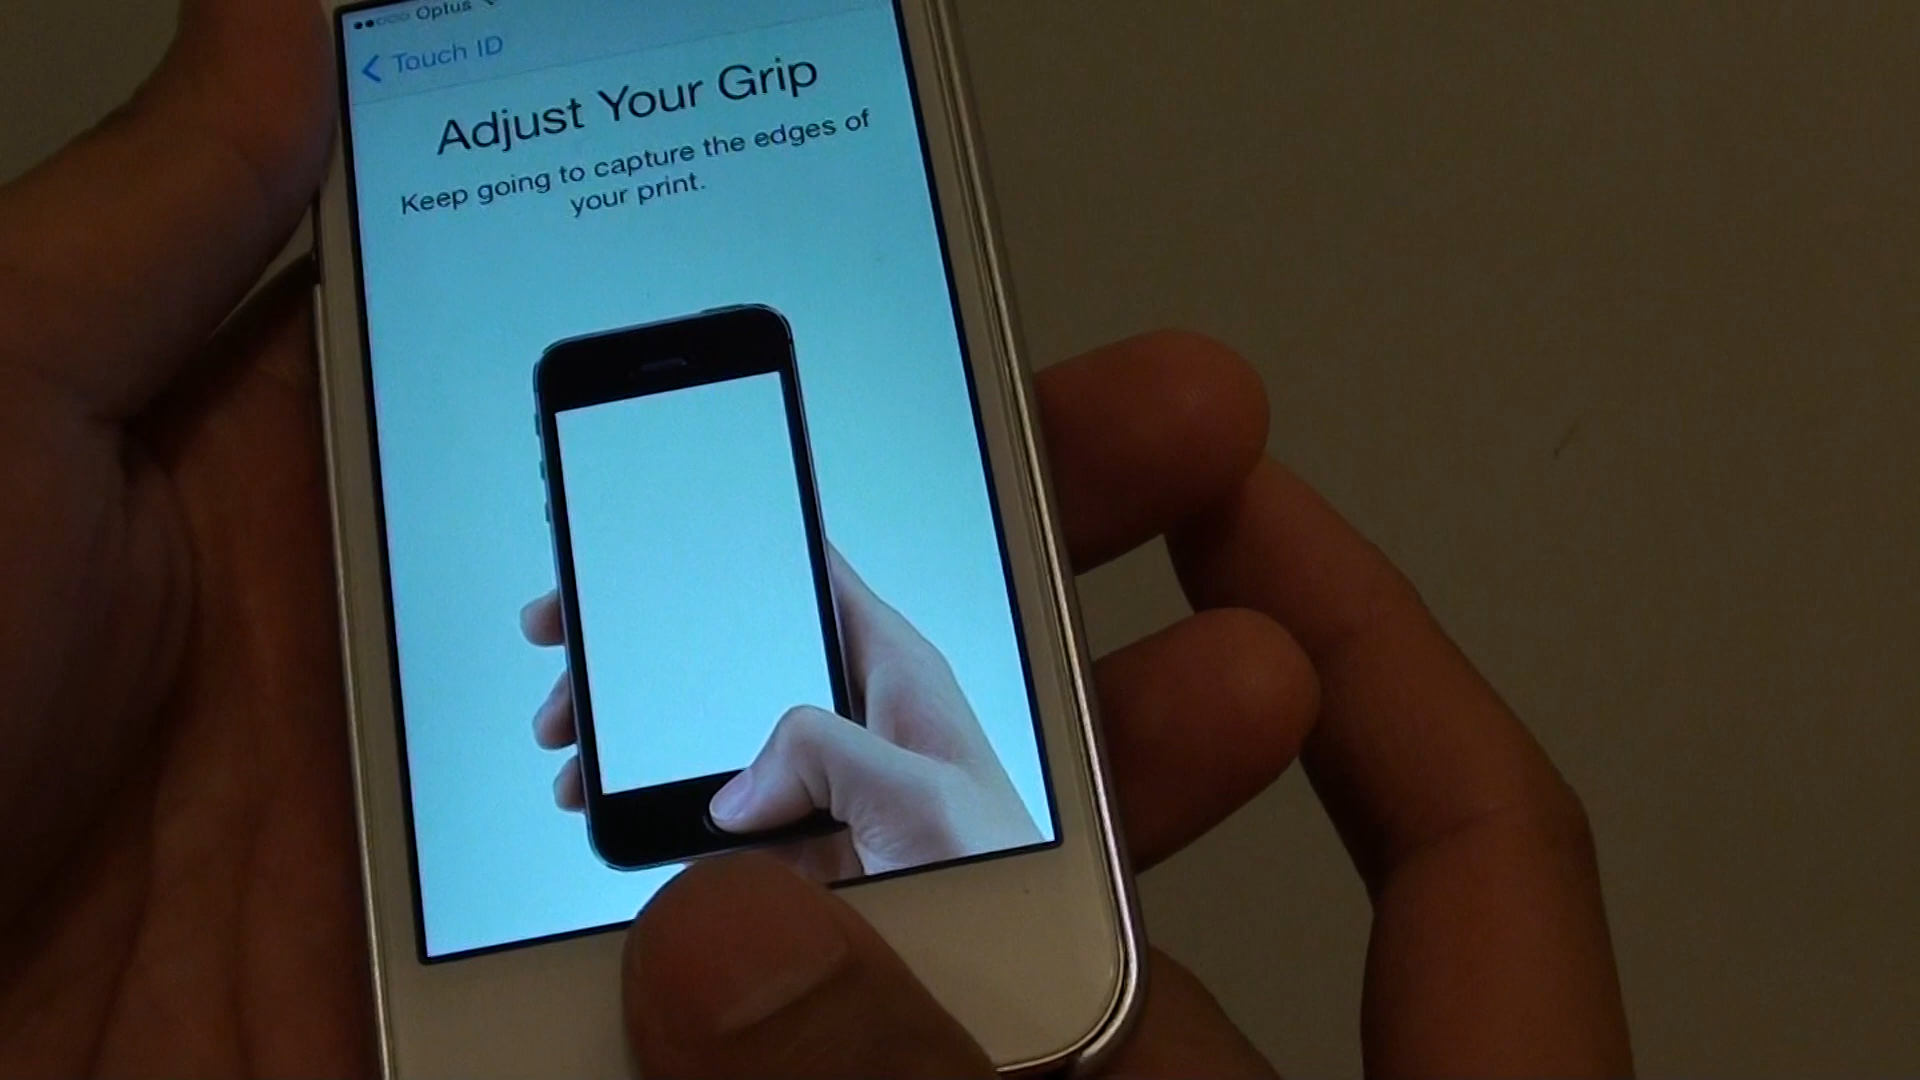 Optus
Touch ID
Adjust Your Grip
Keep going to capture the edges of
your print.